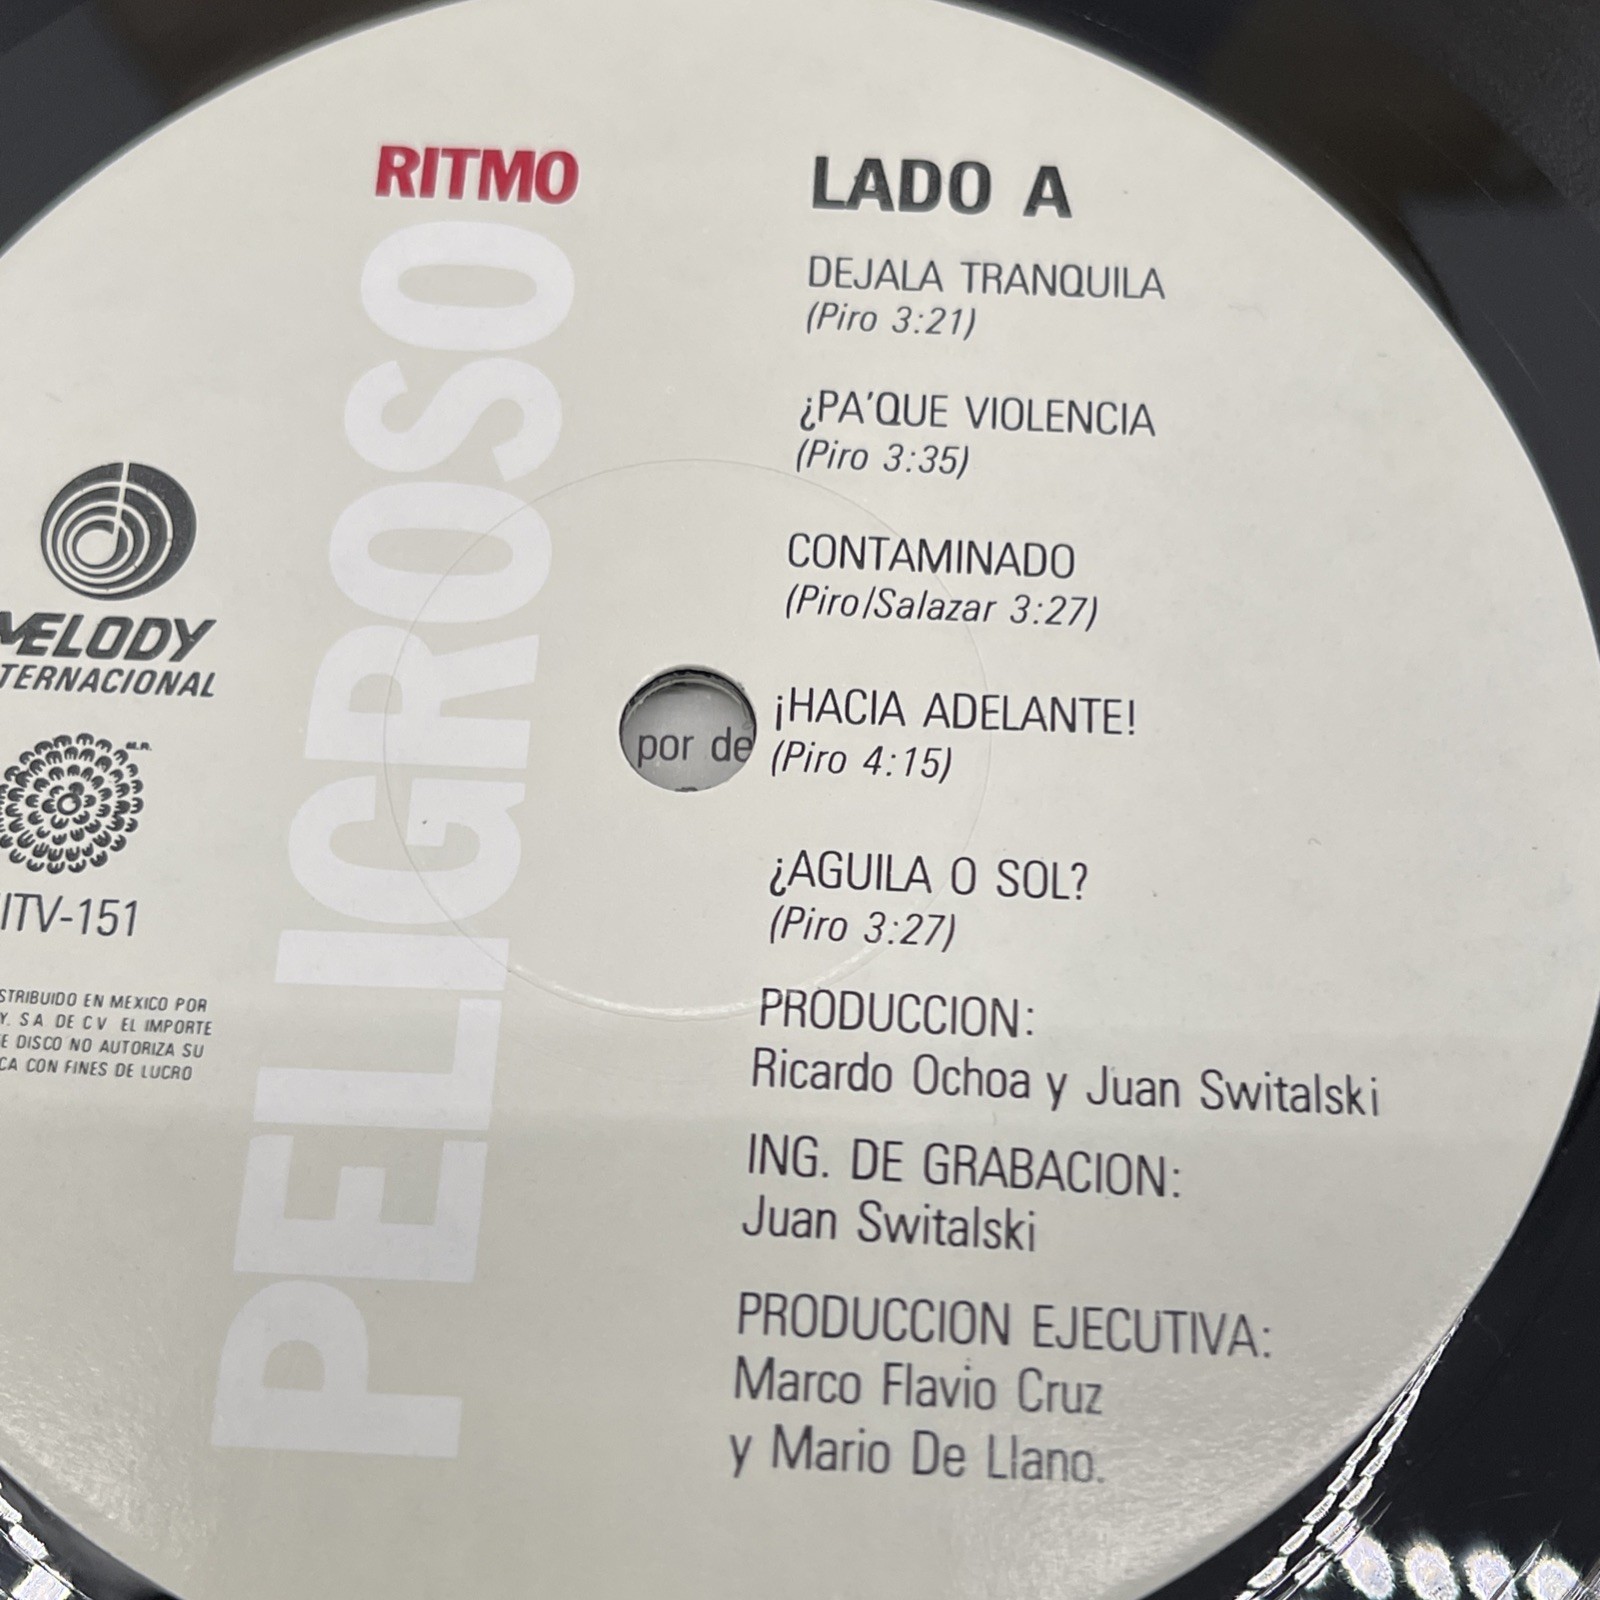 RITMO
PELIGROSO
MELODY
TERNACIONAL
M.R.
ITV-151
STRIBUIDO EN MEXICO POR
Y. S A DE C V EL IMPORTE
E DISCO NO AUTORIZA SU
CA CON FINES DE LUCRO
LADO A
DEJALA TRANQUILA
(Piro 3:21)
¿PA'QUE VIOLENCIA
(Piro 3:35)
CONTAMINADO
(Piro/Salazar 3:27)
¡HACIA ADELANTE!
(Piro 4:15)
por de
¿AGUILA O SOL?
(Piro 3:27)
PRODUCCION:
Ricardo Ochoa y Juan Switalski
ING. DE GRABACION:
Juan Switalski
PRODUCCION EJECUTIVA:
Marco Flavio Cruz
y Mario De Llano.